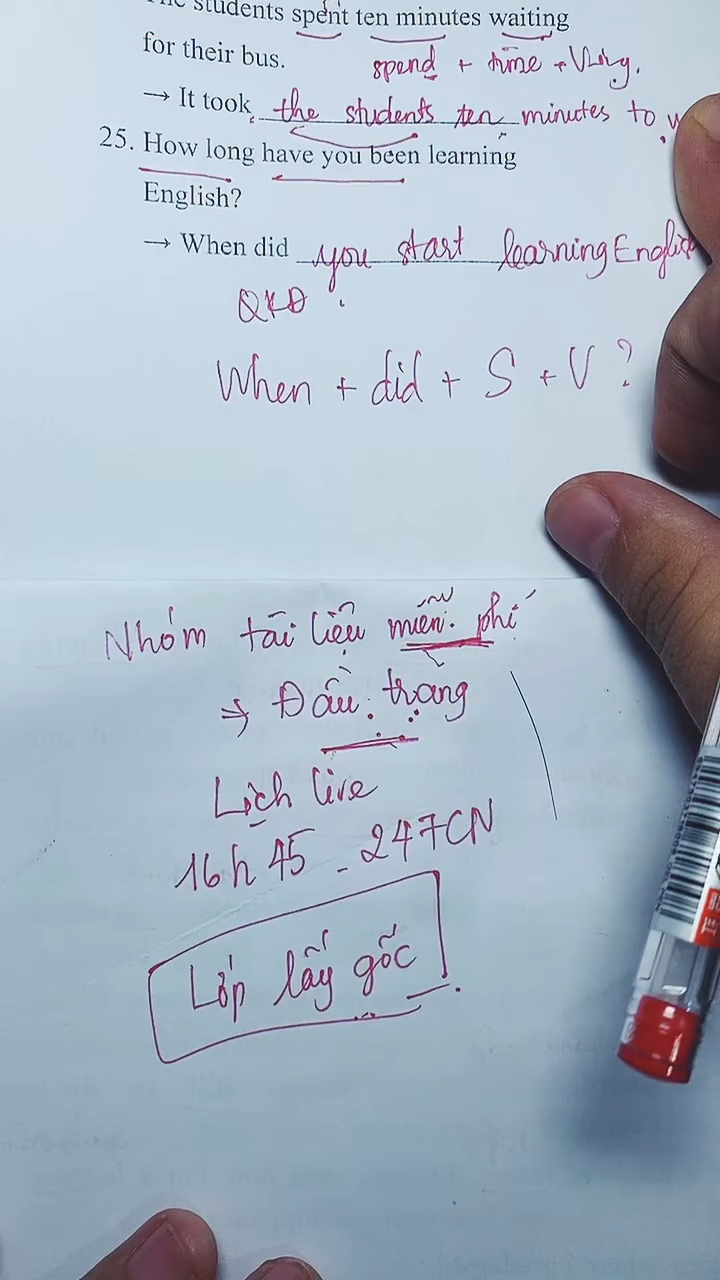 students spent ten minutes waiting
for their bus.
spend + time + Ving.
→ It took the students ten minutes to
25. How long have you been learning
English?
→ When did you start learning English
QKĐ
When + did + S + V ?
Nhóm tài liệu miễn phí
⇒ Đầu trang
Lịch live
16h45 - 247CN
Lớp lấy gốc